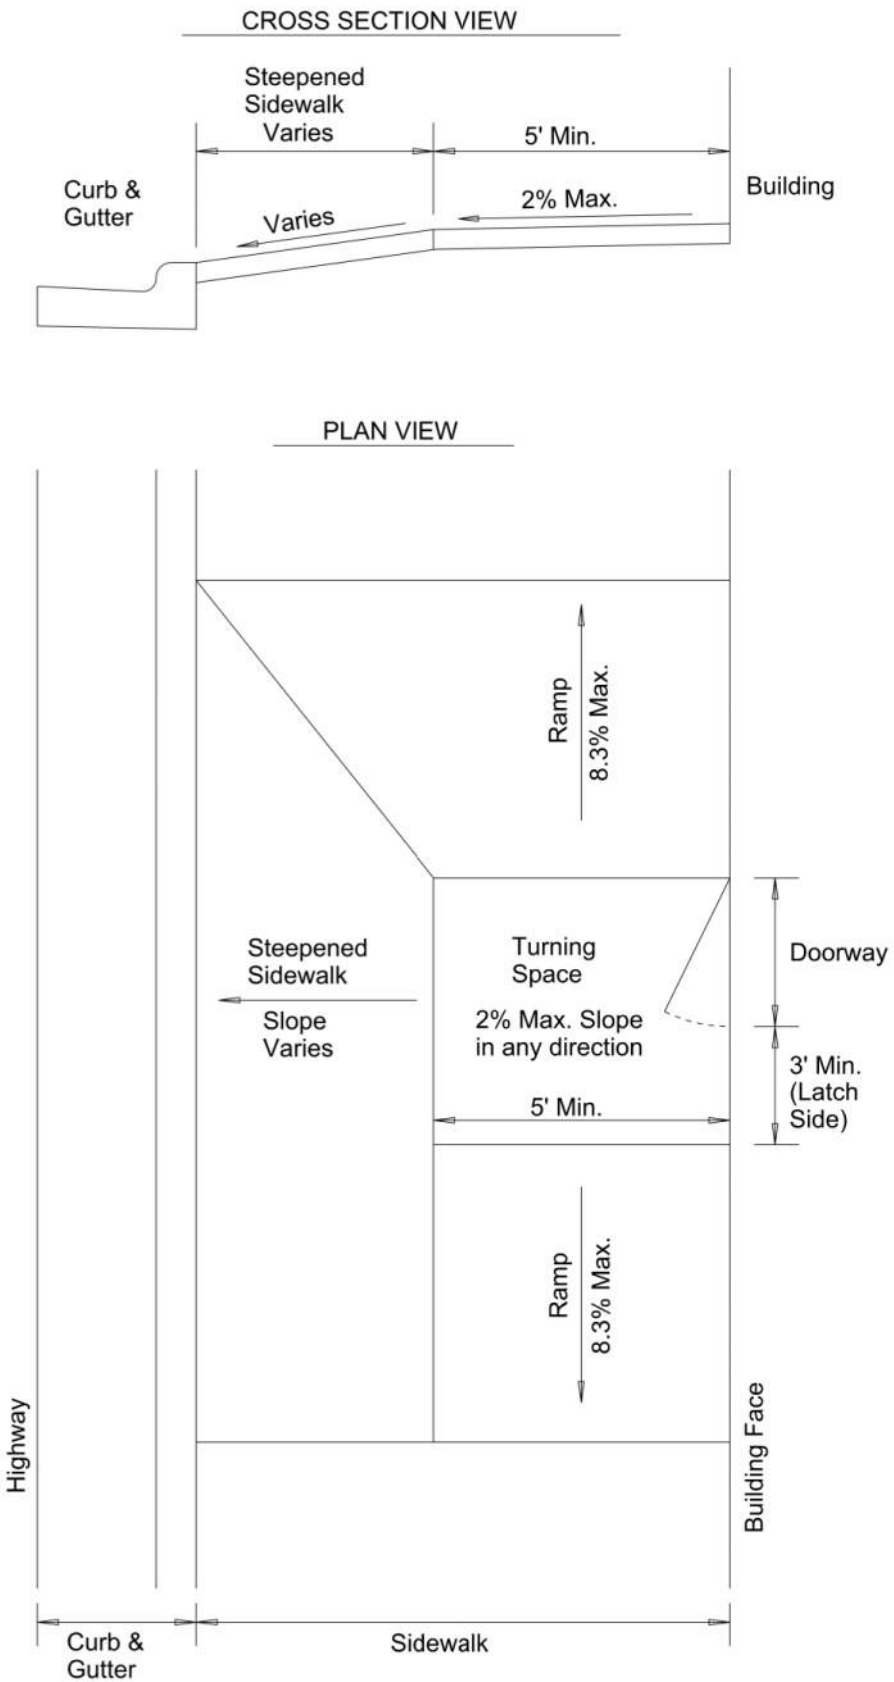 CROSS SECTION VIEW
Steepened
Sidewalk
Varies
5' Min.
Curb &
Gutter
Varies
2% Max.
Building
PLAN VIEW
Ramp
8.3% Max.
Steepened
Sidewalk
Slope
Varies
Turning
Space
2% Max. Slope
in any direction
5' Min.
Doorway
3' Min.
(Latch
Side)
Ramp
8.3% Max.
Highway
Building Face
Curb &
Gutter
Sidewalk